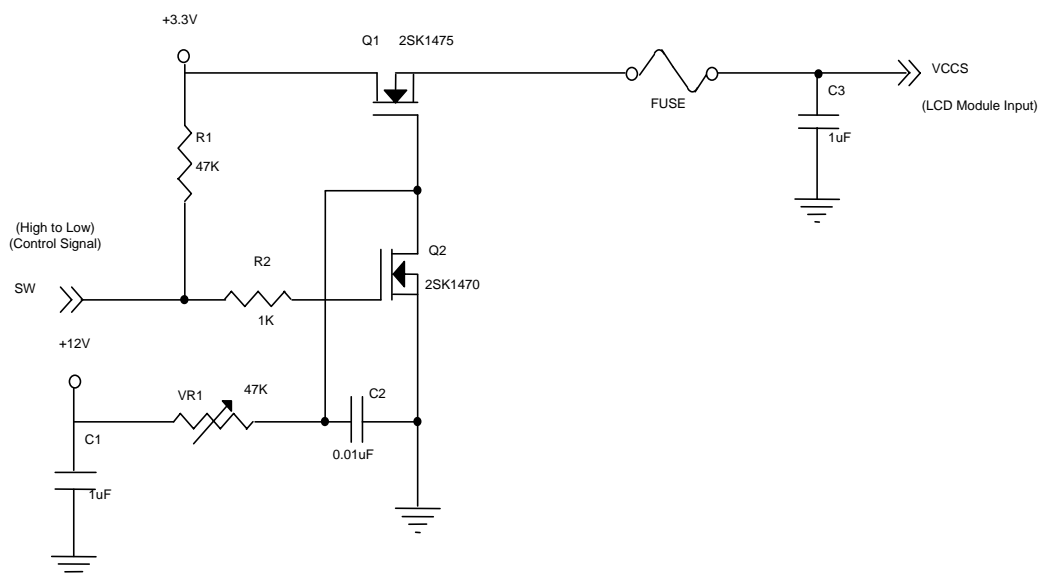 +3.3V
Q1 2SK1475
VCCS
FUSE
C3
(LCD Module Input)
R1
1uF
47K
(High to Low)
(Control Signal)
Q2
R2
SW
2SK1470
1K
+12V
VR1
47K
C2
C1
0.01uF
1uF